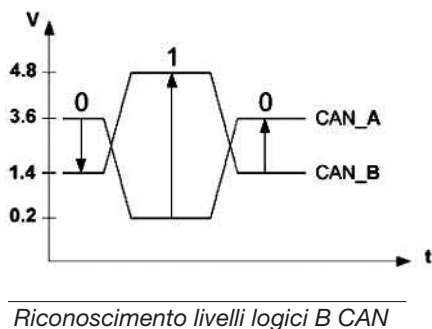 V
4.8
1
0
0
3.6
CAN_A
1.4
CAN_B
0.2
t
Riconoscimento livelli logici B CAN